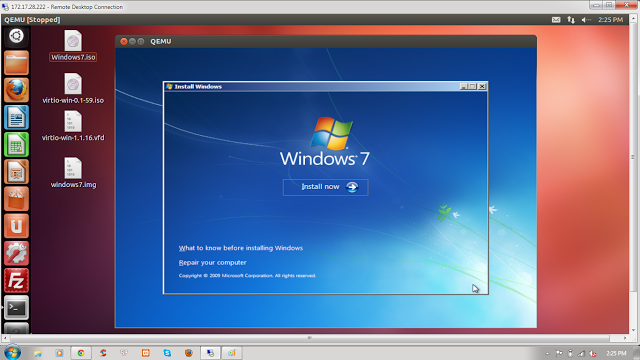 172.17.28.222 - Remote Desktop Connection
QEMU [Stopped]
2:25 PM
Windows7.iso
virtio-win-0.1-59.iso
virtio-win-1.1.16.vfd
windows7.img
QEMU
Install Windows
Windows 7
Install now
What to know before installing Windows
Repair your computer
Copyright © 2009 Microsoft Corporation. All rights reserved.
2:25 PM